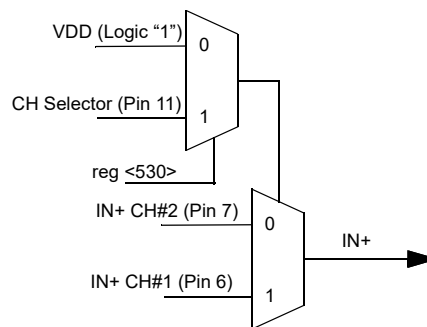 VDD (Logic “1”)
0
CH Selector (Pin 11)
1
reg <530>
IN+ CH#2 (Pin 7)
0
IN+
IN+ CH#1 (Pin 6)
1